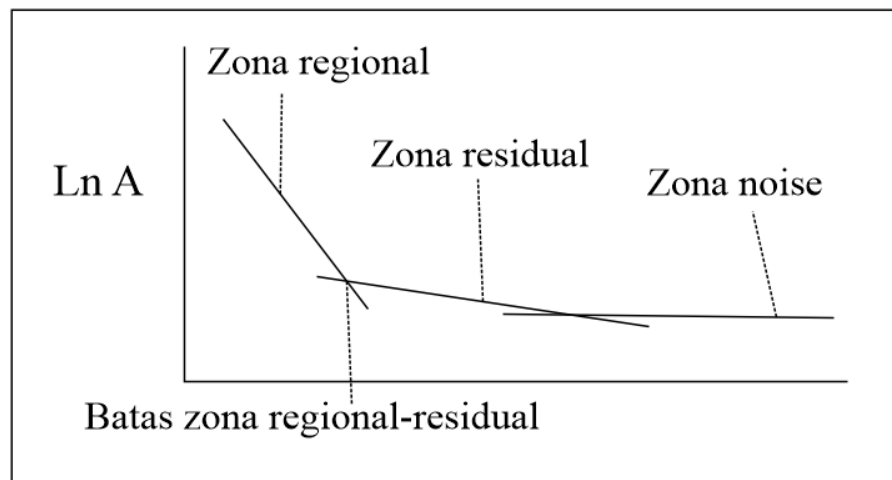 Zona regional
Zona residual
Ln A
Zona noise
Batas zona regional-residual